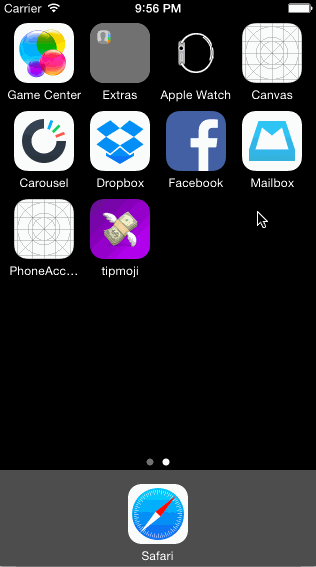 Carrier 9:56 PM
Game Center Extras Apple Watch Canvas
Carousel Dropbox Facebook Mailbox
PhoneAcc... tipmoji
Safari